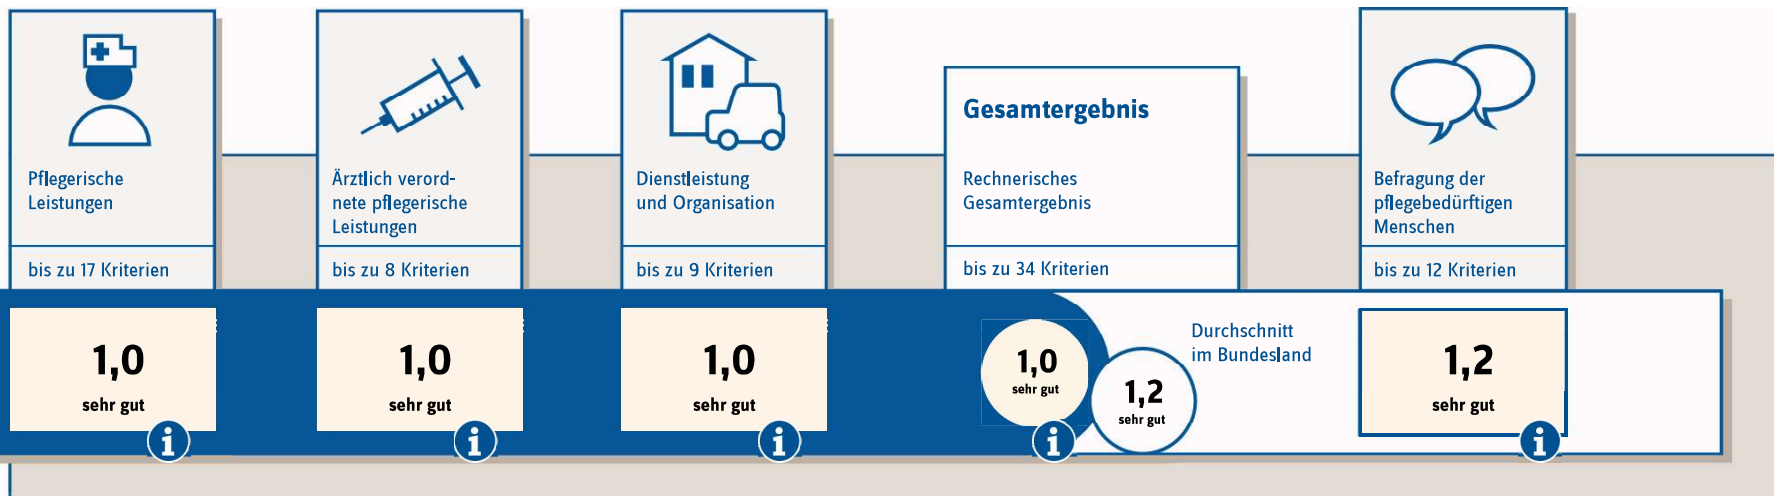 Pflegerische
Leistungen
bis zu 17 Kriterien
1,0
sehr gut
i
Ärztlich verord-
nete pflegerische
Leistungen
bis zu 8 Kriterien
1,0
sehr gut
i
Dienstleistung
und Organisation
bis zu 9 Kriterien
1,0
sehr gut
i
Gesamtergebnis
Rechnerisches
Gesamtergebnis
bis zu 34 Kriterien
1,0
sehr gut
i
1,2
sehr gut
Durchschnitt
im Bundesland
Befragung der
pflegebedürftigen
Menschen
bis zu 12 Kriterien
1,2
sehr gut
i